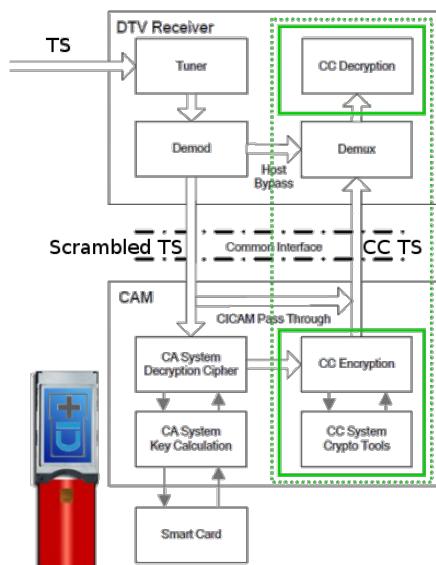 DTV Receiver
TS
Tuner
CC Decryption
Demod
Demux
Host
Bypass
Scrambled TS
Common Interface
CC TS
CAM
CICAM Pass Through
CA System
Decryption Cipher
CC Encryption
CA System
Key Calculation
CC System
Crypto Tools
Smart Card
CI+